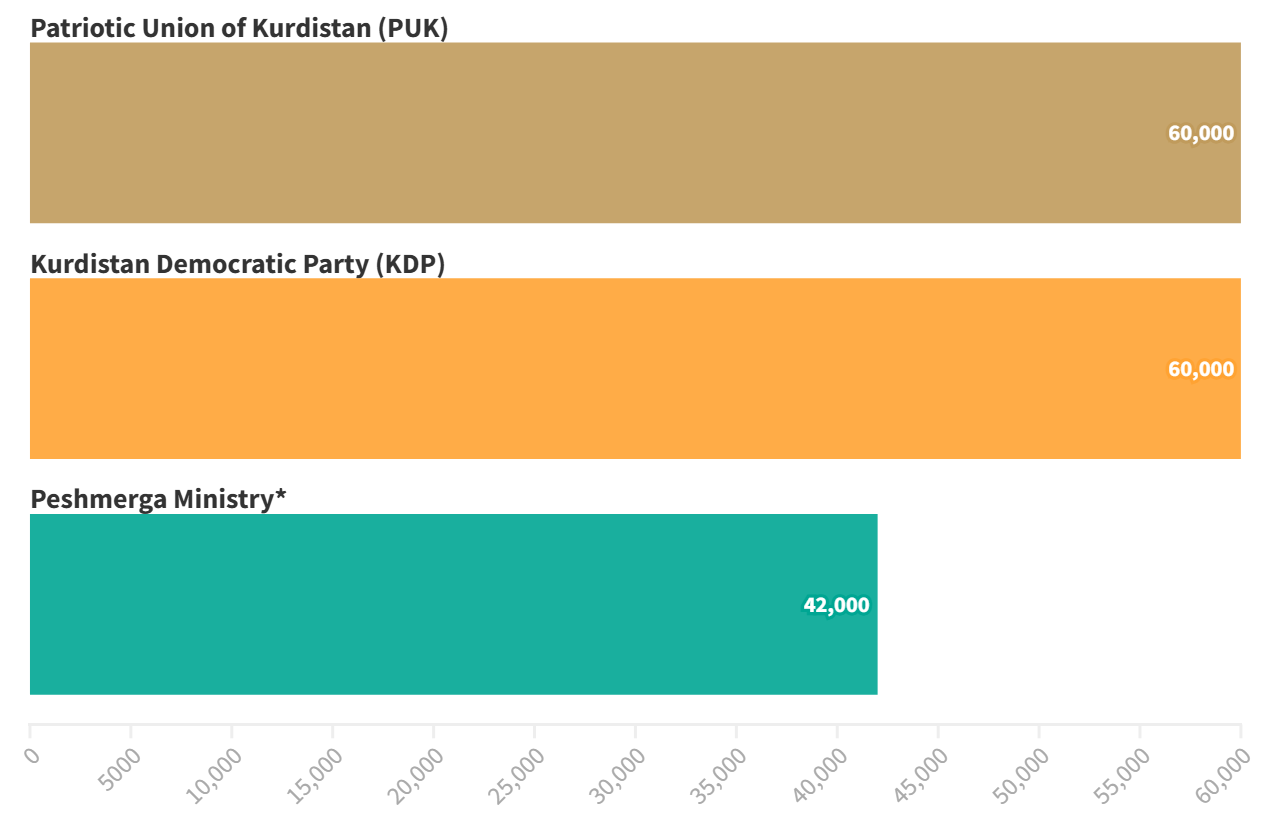 Patriotic Union of Kurdistan (PUK)
60,000
Kurdistan Democratic Party (KDP)
60,000
Peshmerga Ministry*
42,000
0 5000 10,000 15,000 20,000 25,000 30,000 35,000 40,000 45,000 50,000 55,000 60,000